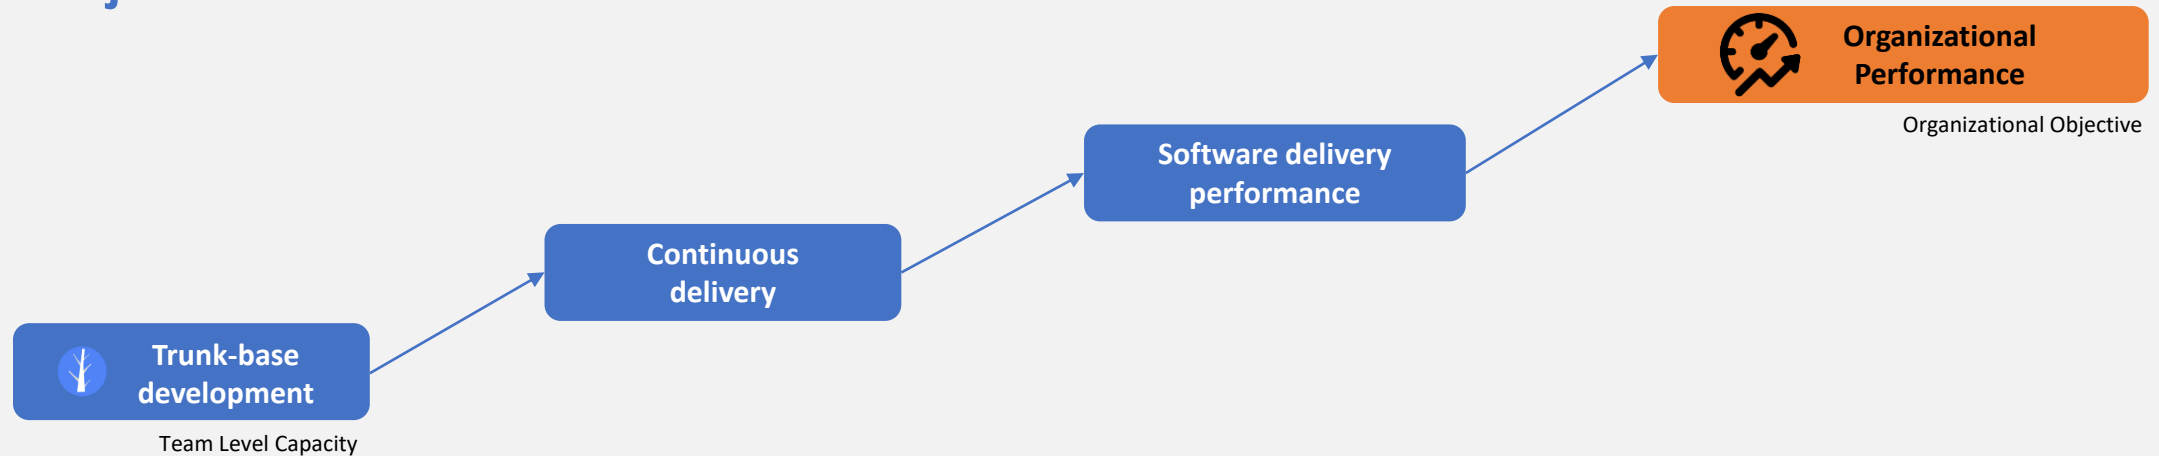 Organizational
Performance
Organizational Objective
Software delivery
performance
Continuous
delivery
Trunk-base
development
Team Level Capacity